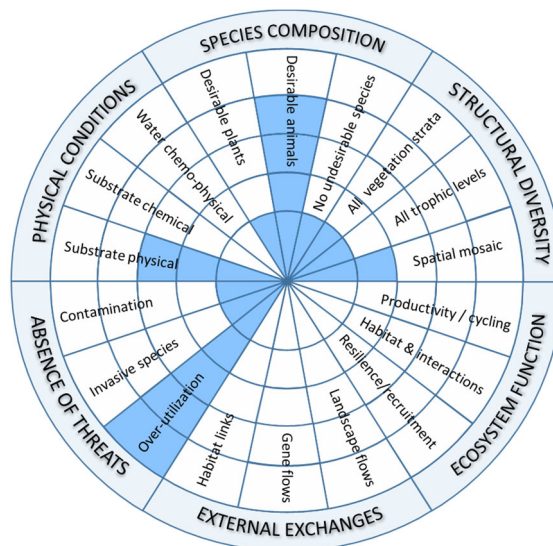 SPECIES COMPOSITION
Desirable plants
Desirable animals
No undesirable species
STRUCTURAL DIVERSITY
All vegetation strata
All trophic levels
Spatial mosaic
ECOSYSTEM FUNCTION
Productivity / cycling
Habitat & interactions
Resilience/recruitment
EXTERNAL EXCHANGES
Landscape flows
Gene flows
Habitat links
ABSENCE OF THREATS
Over-utilization
Invasive species
Contamination
PHYSICAL CONDITIONS
Substrate physical
Substrate chemical
Water chemo-physical